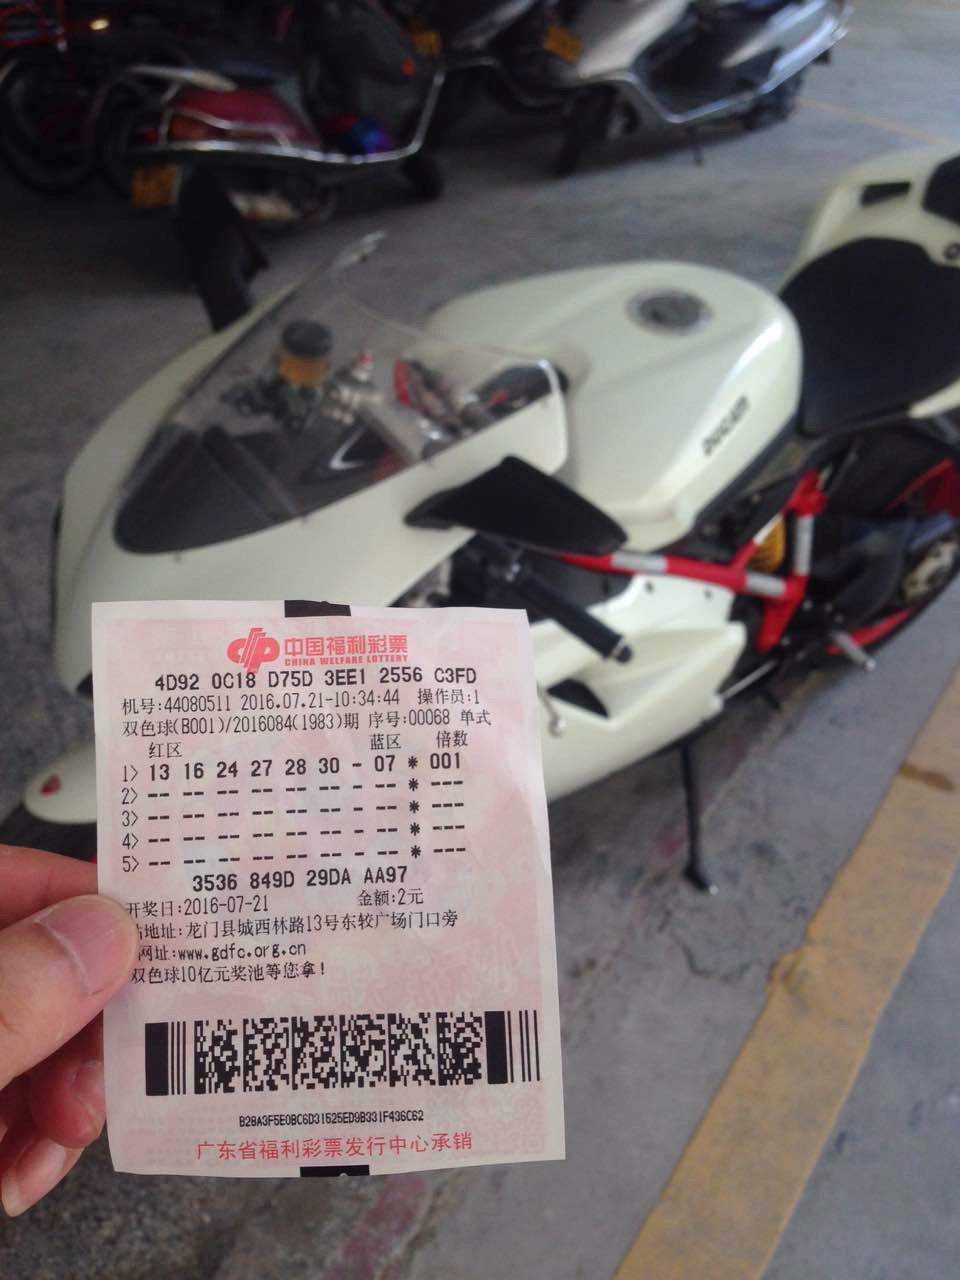 DUCATI
中国福利彩票
CHINA WELFARE LOTTERY
4D92 0C18 D75D 3EE1 2556 C3FD
机号:44080511 2016.07.21-10:34:44 操作员:1
双色球(B001)/2016084(1983)期 序号:00068 单式
红区 蓝区 倍数
1> 13 16 24 27 28 30 - 07 * 001
2> -- -- -- -- -- -- - -- * ---
3> -- -- -- -- -- -- - -- * ---
4> -- -- -- -- -- -- - -- * ---
5> -- -- -- -- -- -- - -- * ---
3536 849D 29DA AA97
开奖日:2016-07-21 金额:2元
站地址:龙门县城西林路13号东较广场门口旁
网址:www.gdfc.org.cn
双色球10亿元奖池等您拿!
B28A3F5E0BC6D31525ED9B331F436C62
广东省福利彩票发行中心承销